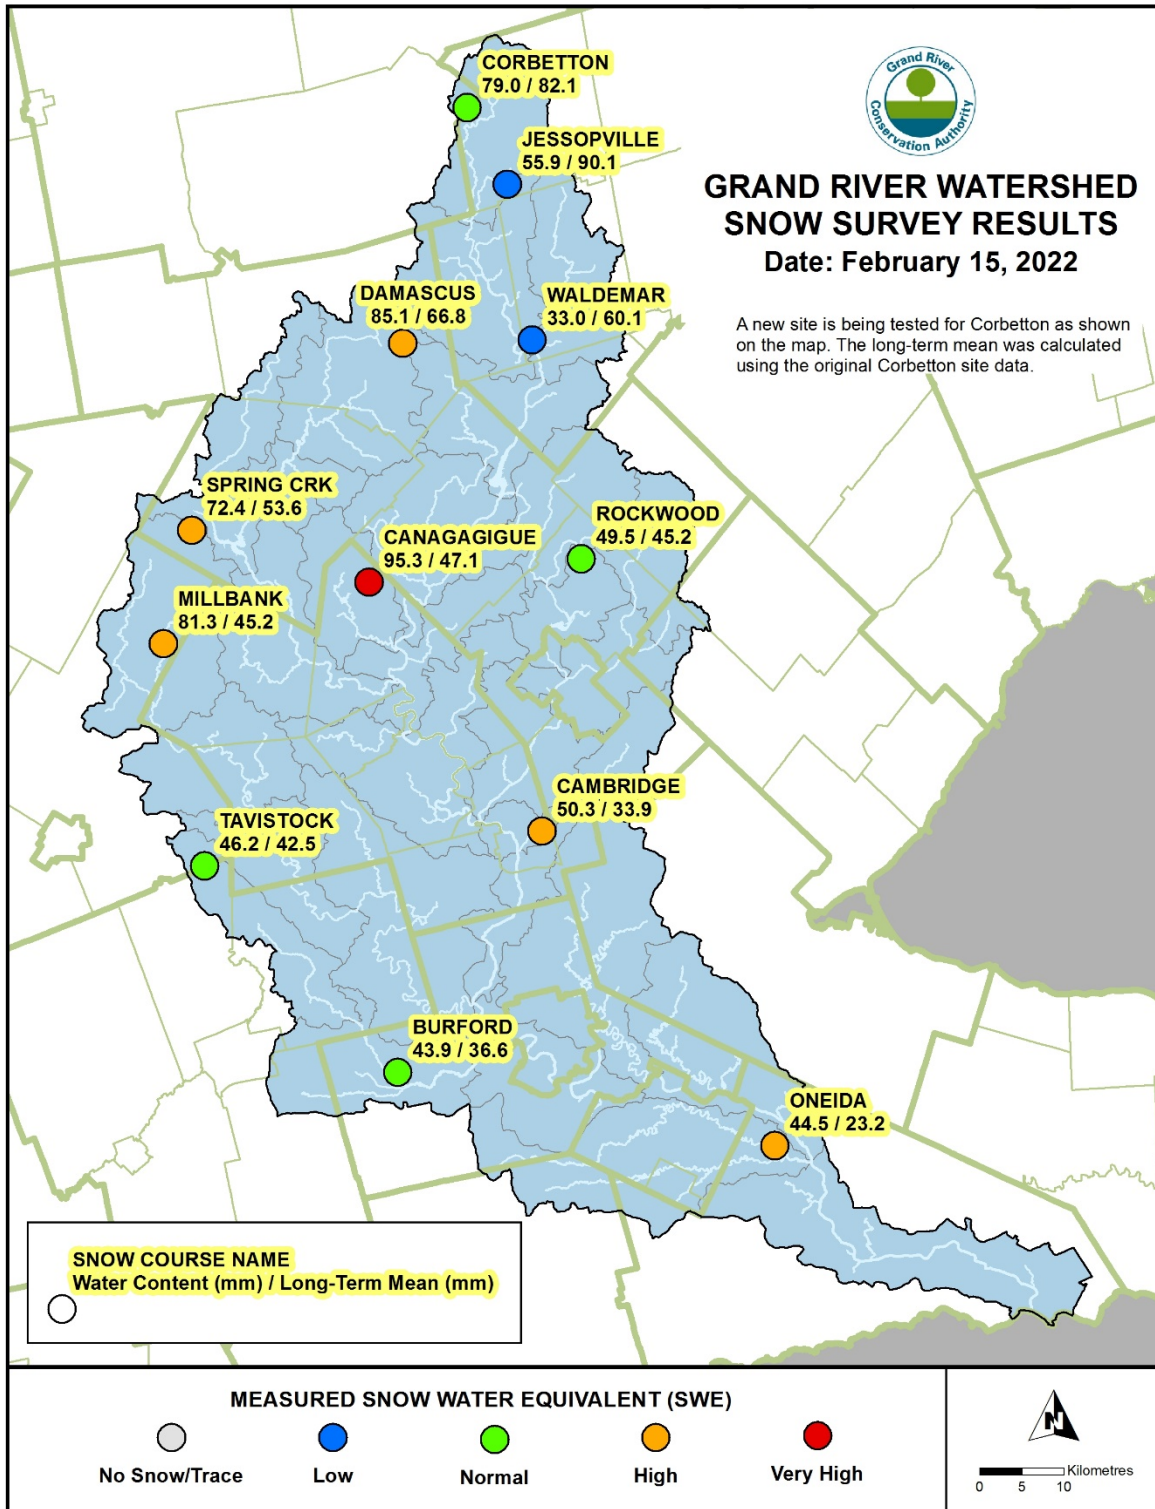 CORBETTON
79.0 / 82.1
Grand River
Conservation Authority
JESSOPVILLE
55.9 / 90.1
GRAND RIVER WATERSHED
SNOW SURVEY RESULTS
Date: February 15, 2022
DAMASCUS
85.1 / 66.8
WALDEMAR
33.0 / 60.1
A new site is being tested for Corbetton as shown
on the map. The long-term mean was calculated
using the original Corbetton site data.
SPRING CRK
72.4 / 53.6
CANAGAGIGUE
95.3 / 47.1
ROCKWOOD
49.5 / 45.2
MILLBANK
81.3 / 45.2
CAMBRIDGE
50.3 / 33.9
TAVISTOCK
46.2 / 42.5
BURFORD
43.9 / 36.6
ONEIDA
44.5 / 23.2
SNOW COURSE NAME
Water Content (mm) / Long-Term Mean (mm)
MEASURED SNOW WATER EQUIVALENT (SWE)
No Snow/Trace
Low
Normal
High
Very High
N
Kilometres
0 5 10